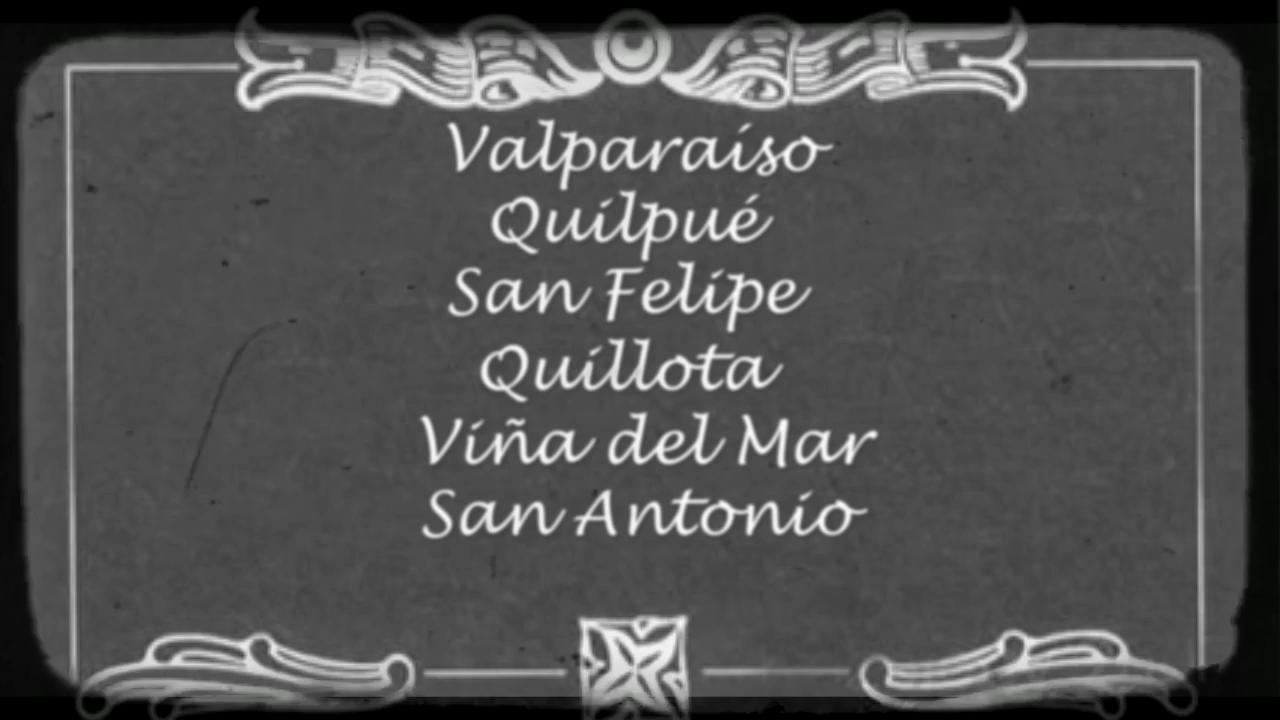 Valparaíso
Quilpué
San Felipe
Quillota
Viña del Mar
San Antonio